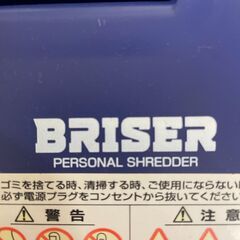 BRISER
PERSONAL SHREDDER
ゴミを捨てる時、清掃する時、ご使用にならない時
必ず電源プラグをコンセントから抜いてください
警告
注意